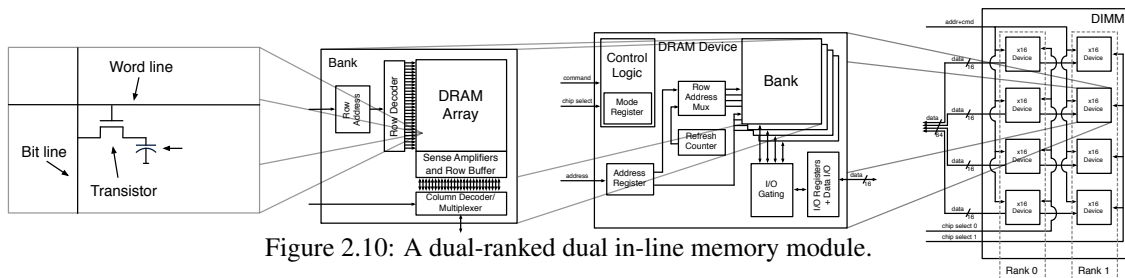 Word line
Bit line
Transistor
Bank
Row
Address
Row Decoder
DRAM
Array
Sense Amplifiers
and Row Buffer
Column Decoder/
Multiplexer
DRAM Device
command
chip select
address
Control
Logic
Mode
Register
Row
Address
Mux
Refresh
Counter
Address
Register
Bank
I/O
Gating
I/O Registers
+ Data I/O
data
16
DIMM
addr+cmd
data
16
x16
Device
x16
Device
data
16
x16
Device
x16
Device
data
64
data
16
x16
Device
x16
Device
data
16
x16
Device
x16
Device
chip select 0
chip select 1
Rank 0
Rank 1
Figure 2.10: A dual-ranked dual in-line memory module.